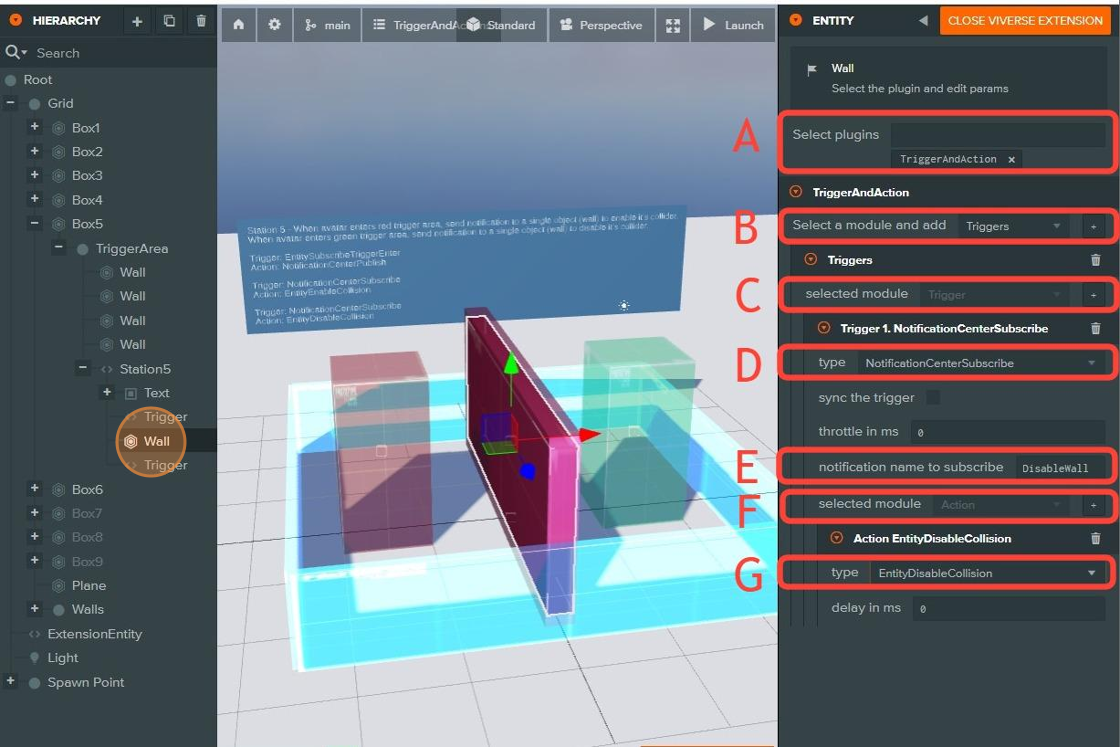 HIERARCHY
Search
Root
Grid
Box1
Box2
Box3
Box4
Box5
TriggerArea
Wall
Wall
Wall
Wall
Station5
Text
Trigger
Wall
Trigger
Box6
Box7
Box8
Box9
Plane
Walls
ExtensionEntity
Light
Spawn Point
main
TriggerAndAc
Standard
Perspective
Launch
Station 5 - When avatar enters red trigger area, send notification to a single object (wall) to enable it's collider.
When avatar enters green trigger area, send notification to a single object (wall) to disable it's collider.
Trigger: EntitySubscribeTriggerEnter
Action: NotificationCenterPublish
Trigger: NotificationCenterSubscribe
Action: EntityEnableCollision
Trigger: NotificationCenterSubscribe
Action: EntityDisableCollision
ENTITY
CLOSE VIVERSE EXTENSION
Wall
Select the plugin and edit params
A
Select plugins
TriggerAndAction ×
TriggerAndAction
B
Select a module and add Triggers +
Triggers
C
selected module Trigger +
Trigger 1. NotificationCenterSubscribe
D
type NotificationCenterSubscribe
sync the trigger
throttle in ms 0
E
notification name to subscribe DisableWall
F
selected module Action +
Action EntityDisableCollision
G
type EntityDisableCollision
delay in ms 0